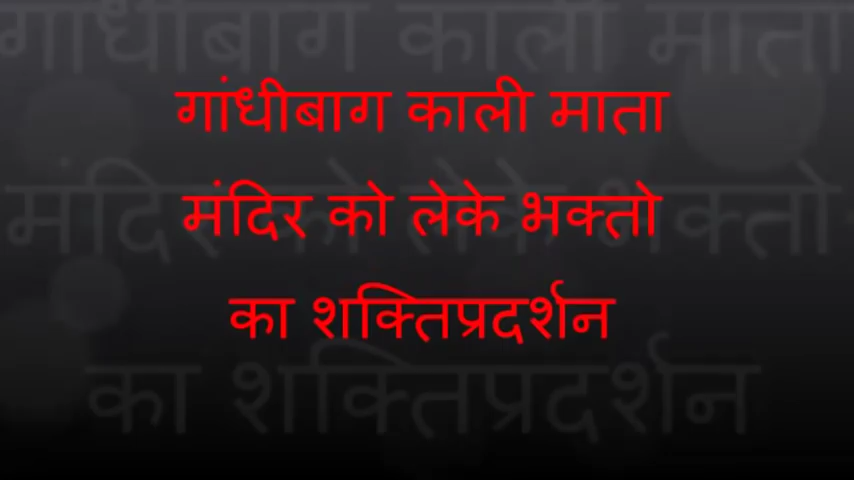 गांधीबाग काली माता
मंदिर को लेके भक्तो
का शक्तिप्रदर्शन